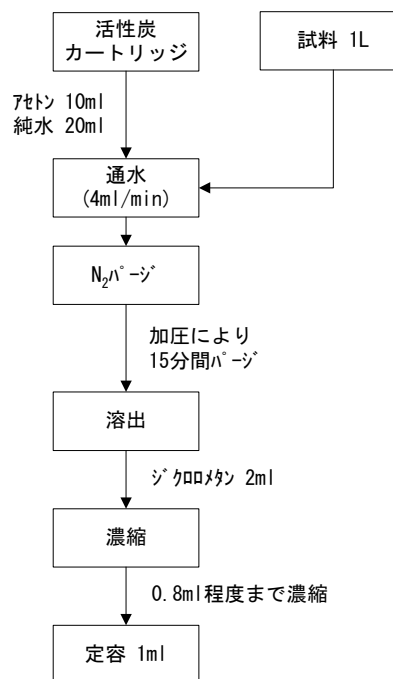 活性炭
カートリッジ
試料 1L
ｱｾﾄﾝ 10ml
純水 20ml
通水
(4ml/min)
N₂ﾊﾟｰｼﾞ
加圧により
15分間ﾊﾟｰｼﾞ
溶出
ｼﾞｸﾛﾛﾒﾀﾝ 2ml
濃縮
0.8ml程度まで濃縮
定容 1ml